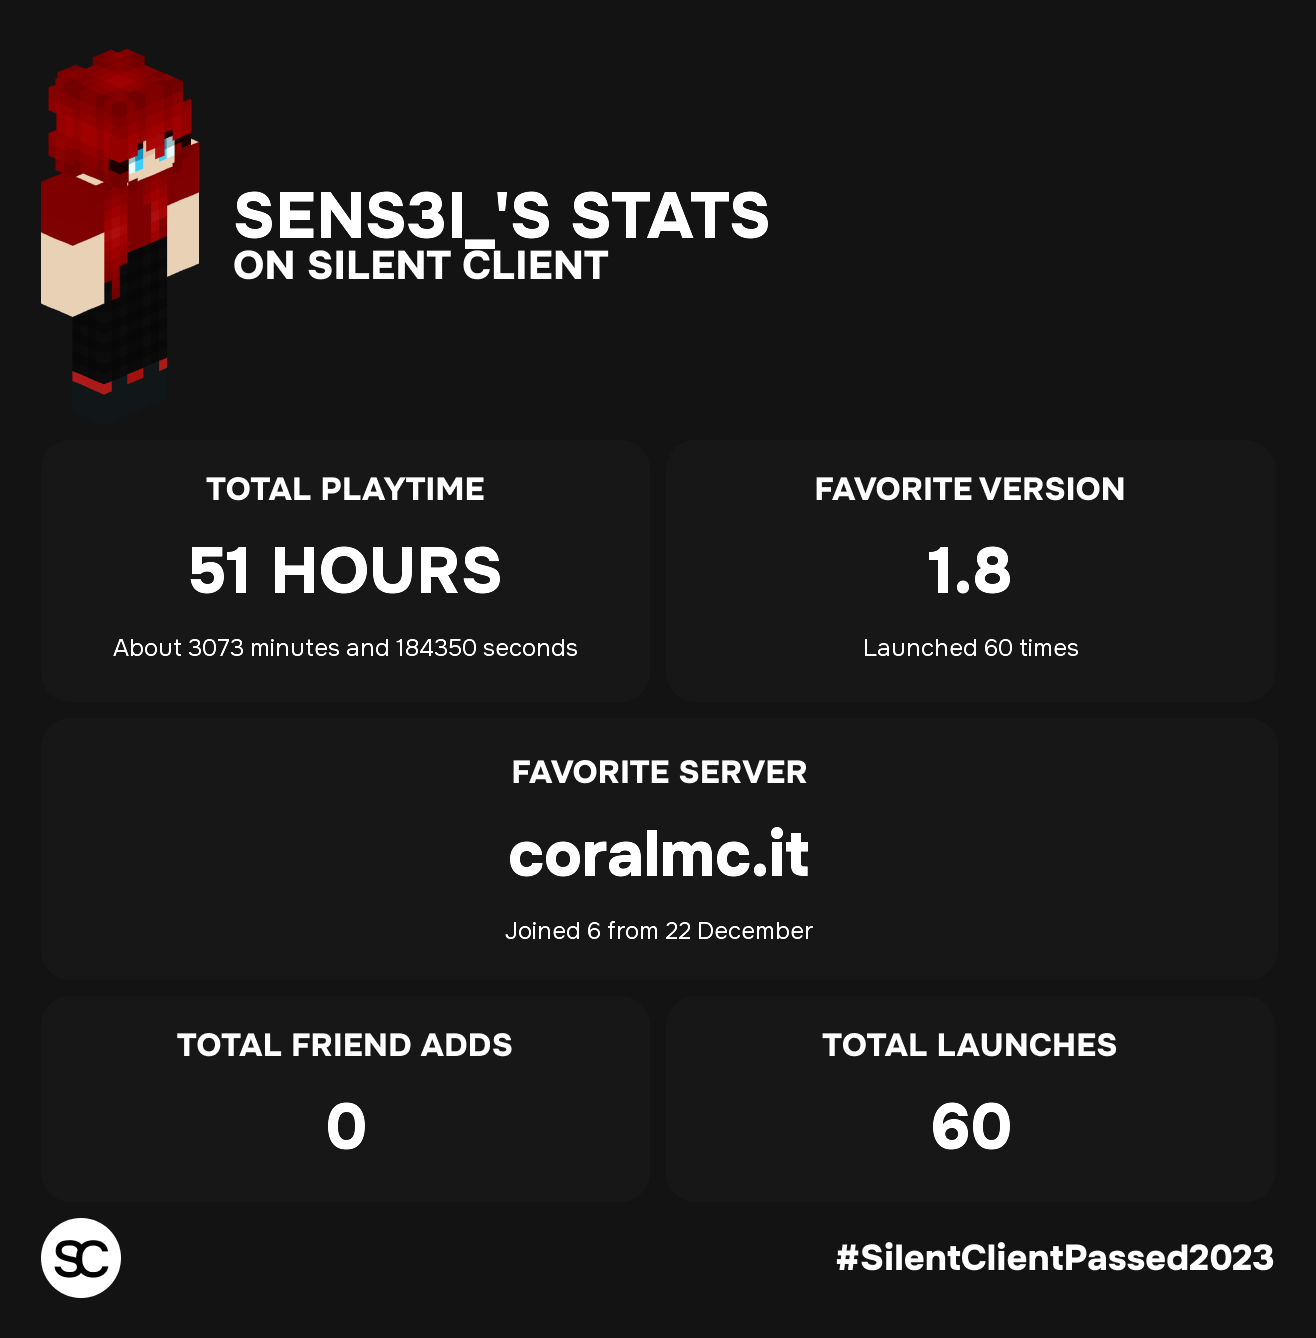 SENS3I_'S STATS
ON SILENT CLIENT
TOTAL PLAYTIME
51 HOURS
About 3073 minutes and 184350 seconds
FAVORITE VERSION
1.8
Launched 60 times
FAVORITE SERVER
coralmc.it
Joined 6 from 22 December
TOTAL FRIEND ADDS
0
TOTAL LAUNCHES
60
SC
#SilentClientPassed2023